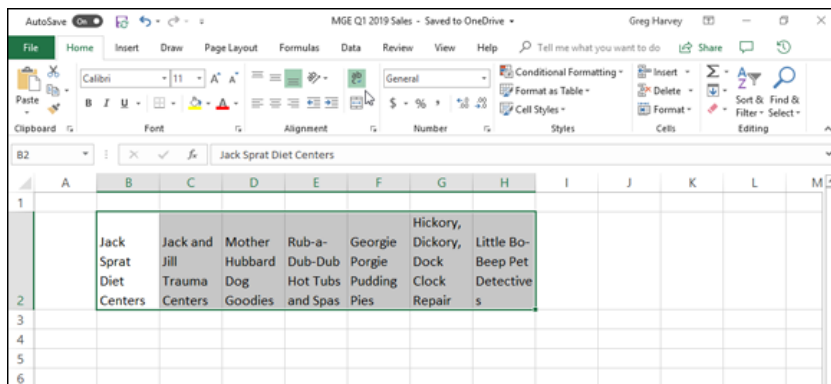 AutoSave On MGE Q1 2019 Sales - Saved to OneDrive Greg Harvey
File Home Insert Draw Page Layout Formulas Data Review View Help Tell me what you want to do Share
Calibri 11 A A General Conditional Formatting Insert Σ A
Paste Format as Table Delete Z Sort & Find &
B I U A $ % , Cell Styles Format Filter Select
Clipboard Font Alignment Number Styles Cells Editing
B2 fx Jack Sprat Diet Centers
A B C D E F G H I J K L M
1
Hickory,
Jack Jack and Mother Rub-a- Georgie Dickory, Little Bo-
Sprat Jill Hubbard Dub-Dub Porgie Dock Beep Pet
Diet Trauma Dog Hot Tubs Pudding Clock Detective
2 Centers Centers Goodies and Spas Pies Repair s
3
4
5
6